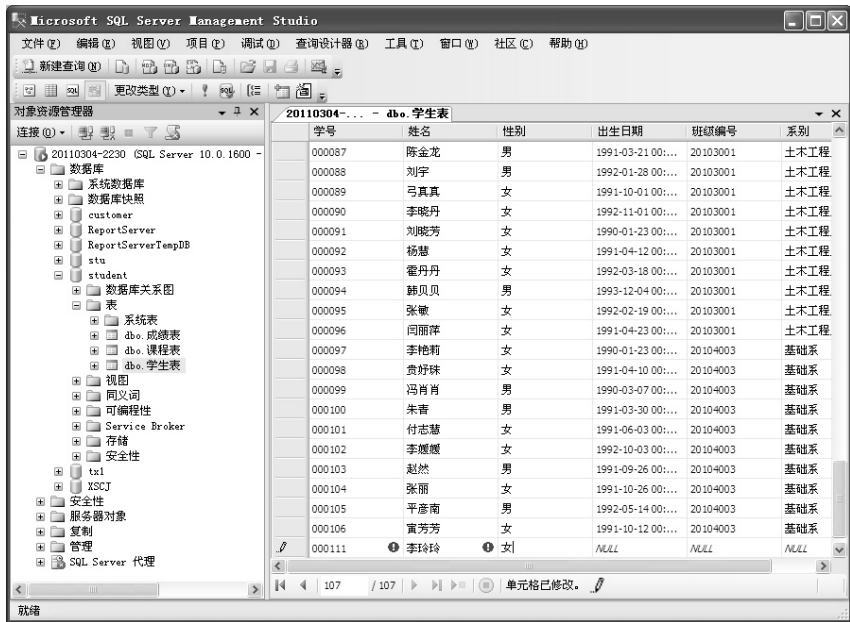 Microsoft SQL Server Management Studio
文件(F) 编辑(E) 视图(V) 项目(P) 调试(D) 查询设计器(R) 工具(T) 窗口(W) 社区(C) 帮助(H)
新建查询(N)
更改类型(Y)
对象资源管理器
连接(O)
20110304-2230 (SQL Server 10.0.1600 -
数据库
系统数据库
数据库快照
customer
ReportServer
ReportServerTempDB
stu
student
数据库关系图
表
系统表
dbo.成绩表
dbo.课程表
dbo.学生表
视图
同义词
可编程性
Service Broker
存储
安全性
tx1
XSCJ
安全性
服务器对象
复制
管理
SQL Server 代理
20110304-... - dbo.学生表
学号 姓名 性别 出生日期 班级编号 系别
000087 陈金龙 男 1991-03-21 00:... 20103001 土木工程
000088 刘宇 男 1992-01-28 00:... 20103001 土木工程
000089 弓真真 女 1991-10-01 00:... 20103001 土木工程
000090 李晓丹 女 1992-11-01 00:... 20103001 土木工程
000091 刘晓芳 女 1990-01-23 00:... 20103001 土木工程
000092 杨慧 女 1991-04-12 00:... 20103001 土木工程
000093 霍丹丹 女 1992-03-18 00:... 20103001 土木工程
000094 韩贝贝 男 1993-12-04 00:... 20103001 土木工程
000095 张敏 女 1992-02-19 00:... 20103001 土木工程
000096 闫丽萍 女 1991-04-23 00:... 20103001 土木工程
000097 李艳莉 女 1990-01-23 00:... 20104003 基础系
000098 贵好珠 女 1991-04-10 00:... 20104003 基础系
000099 冯肖肖 男 1990-03-07 00:... 20104003 基础系
000100 朱青 男 1991-03-30 00:... 20104003 基础系
000101 付志慧 女 1991-06-03 00:... 20104003 基础系
000102 李媛媛 女 1992-10-03 00:... 20104003 基础系
000103 赵然 男 1991-09-26 00:... 20104003 基础系
000104 张丽 女 1991-10-26 00:... 20104003 基础系
000105 平彦南 男 1992-05-14 00:... 20104003 基础系
000106 寅芳芳 女 1991-10-12 00:... 20104003 基础系
000111 李玲玲 女 NULL NULL NULL
107 / 107 单元格已修改。
就绪